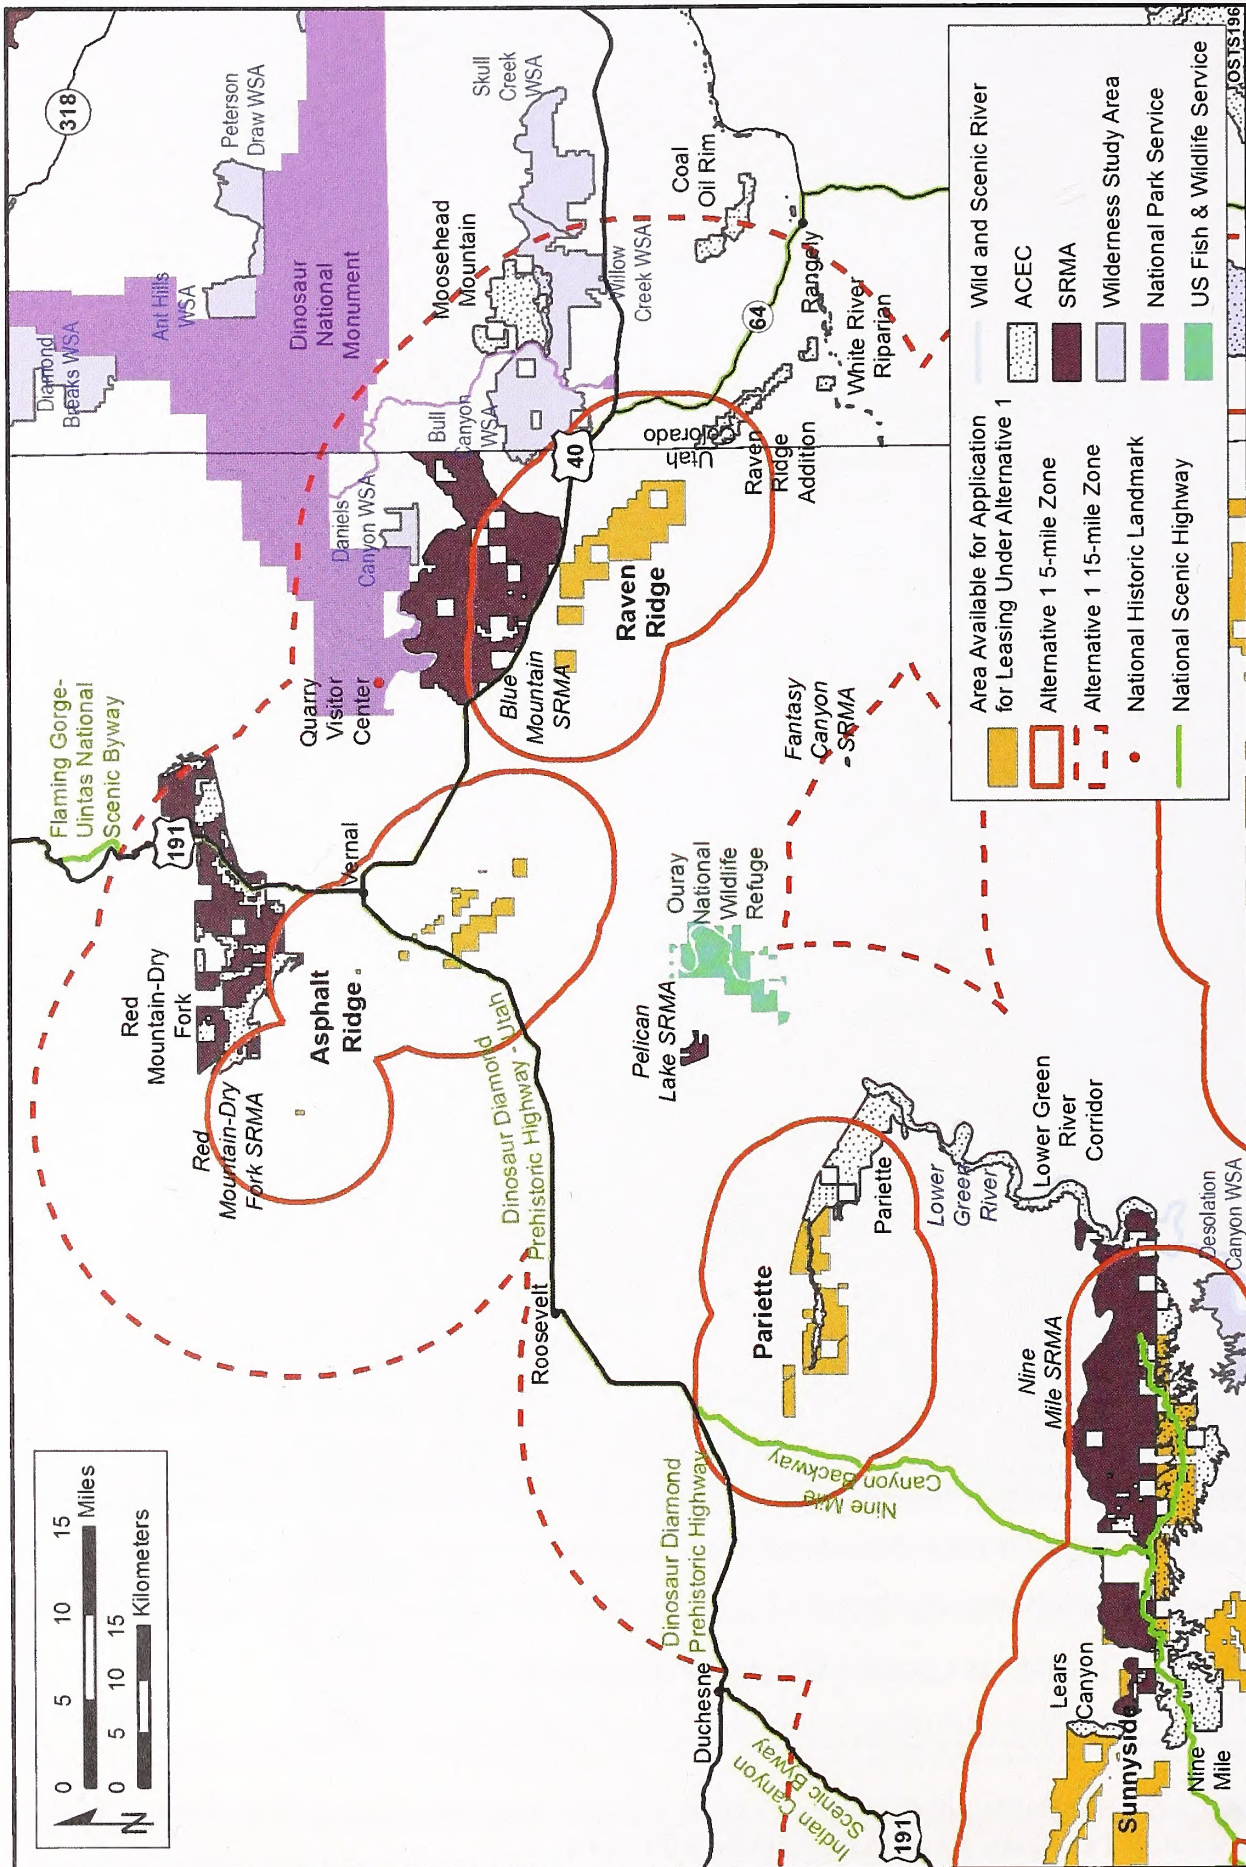 0 5 10 15
Miles
0 5 10 15
Kilometers
N
Flaming Gorge-
Uintas National
Scenic Byway
191
318
Diamond
Breaks WSA
Ant Hills
WSA
Peterson
Draw WSA
Dinosaur
National
Monument
Red
Mountain-Dry
Fork
Red
Mountain-Dry
Fork SRMA
Asphalt
Ridge
Vernal
Quarry
Visitor
Center
Daniels
Canyon WSA
Bull
Canyon
WSA
Moosehead
Mountain
Skull
Creek
WSA
Willow
Creek WSA
40
Blue
Mountain
SRMA
Raven
Ridge
Utah
Colorado
Raven
Ridge
Addition
64
Coal
Oil Rim
Rangely
White River
Riparian
Dinosaur Diamond
Prehistoric Highway - Utah
Roosevelt
Pelican
Lake SRMA
Ouray
National
Wildlife
Refuge
Fantasy
Canyon
SRMA
Dinosaur Diamond
Prehistoric Highway
Duchesne
Indian Canyon
Scenic Byway
191
Nine Mile
Canyon Backway
Pariette
Pariette
Lower
Green
River
Lower Green
River
Corridor
Nine
Mile SRMA
Desolation
Canyon WSA
Lears
Canyon
Sunnyside
Nine
Mile
Area Available for Application
for Leasing Under Alternative 1
Alternative 1 5-mile Zone
Alternative 1 15-mile Zone
National Historic Landmark
National Scenic Highway
Wild and Scenic River
ACEC
SRMA
Wilderness Study Area
National Park Service
US Fish & Wildlife Service
OSTS196